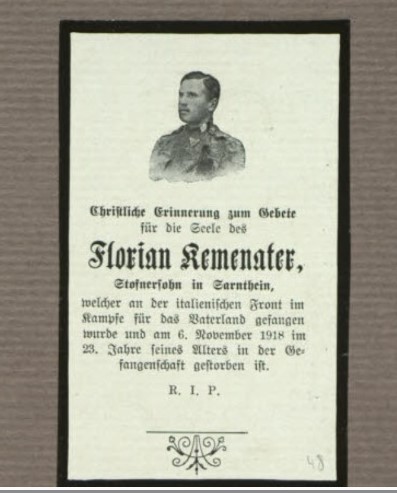 Christliche Erinnerung zum Gebete
für die Seele des
Florian Kemenater,
Stofnersohn in Sarnthein,
welcher an der italienischen Front im
Kampfe für das Vaterland gefangen
wurde und am 6. November 1918 im
23. Jahre seines Alters in der Ge-
fangenschaft gestorben ist.
R. I. P.
48